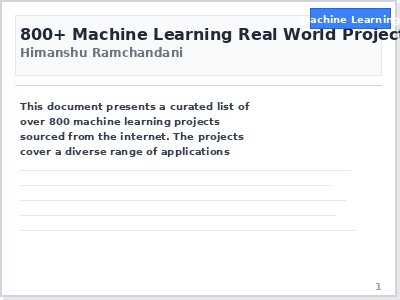 achine Learning
800+ Machine Learning Real World Project
Himanshu Ramchandani
This document presents a curated list of
over 800 machine learning projects
sourced from the internet. The projects
cover a diverse range of applications
1